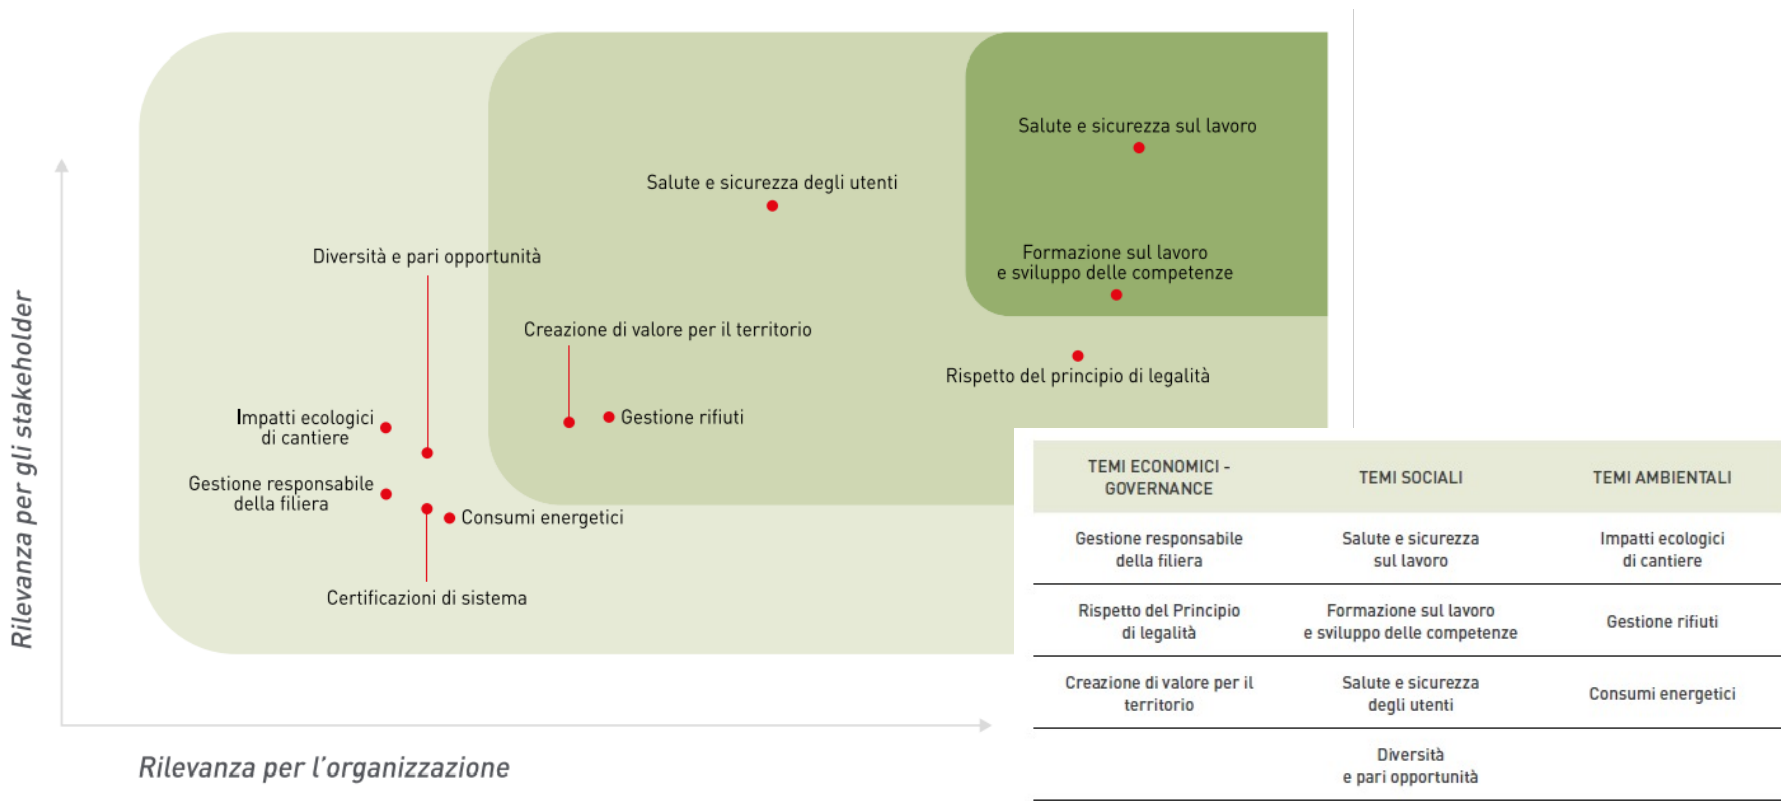 Salute e sicurezza sul lavoro
Salute e sicurezza degli utenti
Diversità e pari opportunità
Formazione sul lavoro
e sviluppo delle competenze
Creazione di valore per il territorio
Rispetto del principio di legalità
Impatti ecologici
di cantiere
Gestione rifiuti
Gestione responsabile
della filiera
Consumi energetici
Certificazioni di sistema
Rilevanza per gli stakeholder
Rilevanza per l'organizzazione
TEMI ECONOMICI -
GOVERNANCE
TEMI SOCIALI
TEMI AMBIENTALI
Gestione responsabile
della filiera
Salute e sicurezza
sul lavoro
Impatti ecologici
di cantiere
Rispetto del Principio
di legalità
Formazione sul lavoro
e sviluppo delle competenze
Gestione rifiuti
Creazione di valore per il
territorio
Salute e sicurezza
degli utenti
Consumi energetici
Diversità
e pari opportunità